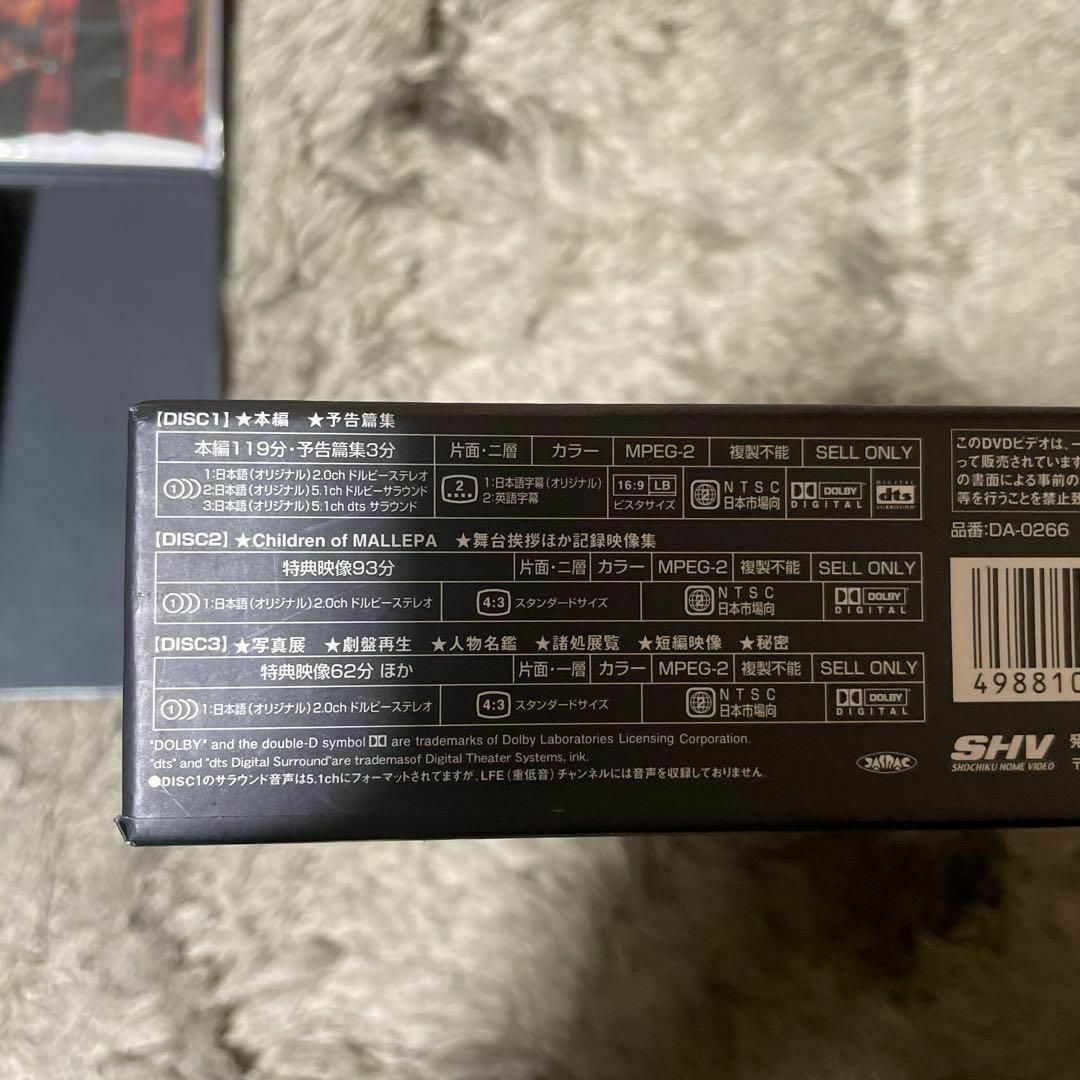 【DISC1】★本編 ★予告篇集
本編119分・予告篇集3分 片面・二層 カラー MPEG-2 複製不能 SELL ONLY
1:日本語(オリジナル)2.0ch ドルビーステレオ
2:日本語(オリジナル)5.1ch ドルビーサラウンド
3:日本語(オリジナル)5.1ch dts サラウンド
2 1:日本語字幕(オリジナル)
2:英語字幕
16:9 LB
ビスタサイズ
2 NTSC
日本市場向
DOLBY
DIGITAL
DIGITAL
dts
SURROUND
【DISC2】★Children of MALLEPA ★舞台挨拶ほか記録映像集
特典映像93分 片面・二層 カラー MPEG-2 複製不能 SELL ONLY
1 1:日本語(オリジナル)2.0ch ドルビーステレオ 4:3 スタンダードサイズ 2 NTSC
日本市場向
DOLBY
DIGITAL
【DISC3】★写真展 ★劇盤再生 ★人物名鑑 ★諸処展覧 ★短編映像 ★秘密
特典映像62分 ほか 片面・一層 カラー MPEG-2 複製不能 SELL ONLY
1 1:日本語(オリジナル)2.0ch ドルビーステレオ 4:3 スタンダードサイズ 2 NTSC
日本市場向
DOLBY
DIGITAL
"DOLBY" and the double-D symbol are trademarks of Dolby Laboratories Licensing Corporation.
"dts" and "dts Digital Surround"are trademasof Digital Theater Systems, ink.
●DISC1のサラウンド音声は5.1chにフォーマットされてますが、LFE(重低音)チャンネルには音声を収録しておりません。
JASRAC
このDVDビデオは、一
って販売されています
の書面による事前の
等を行うことを禁止致
品番:DA-0266
498810
SHV
SHOCHIKU HOME VIDEO
発
〒